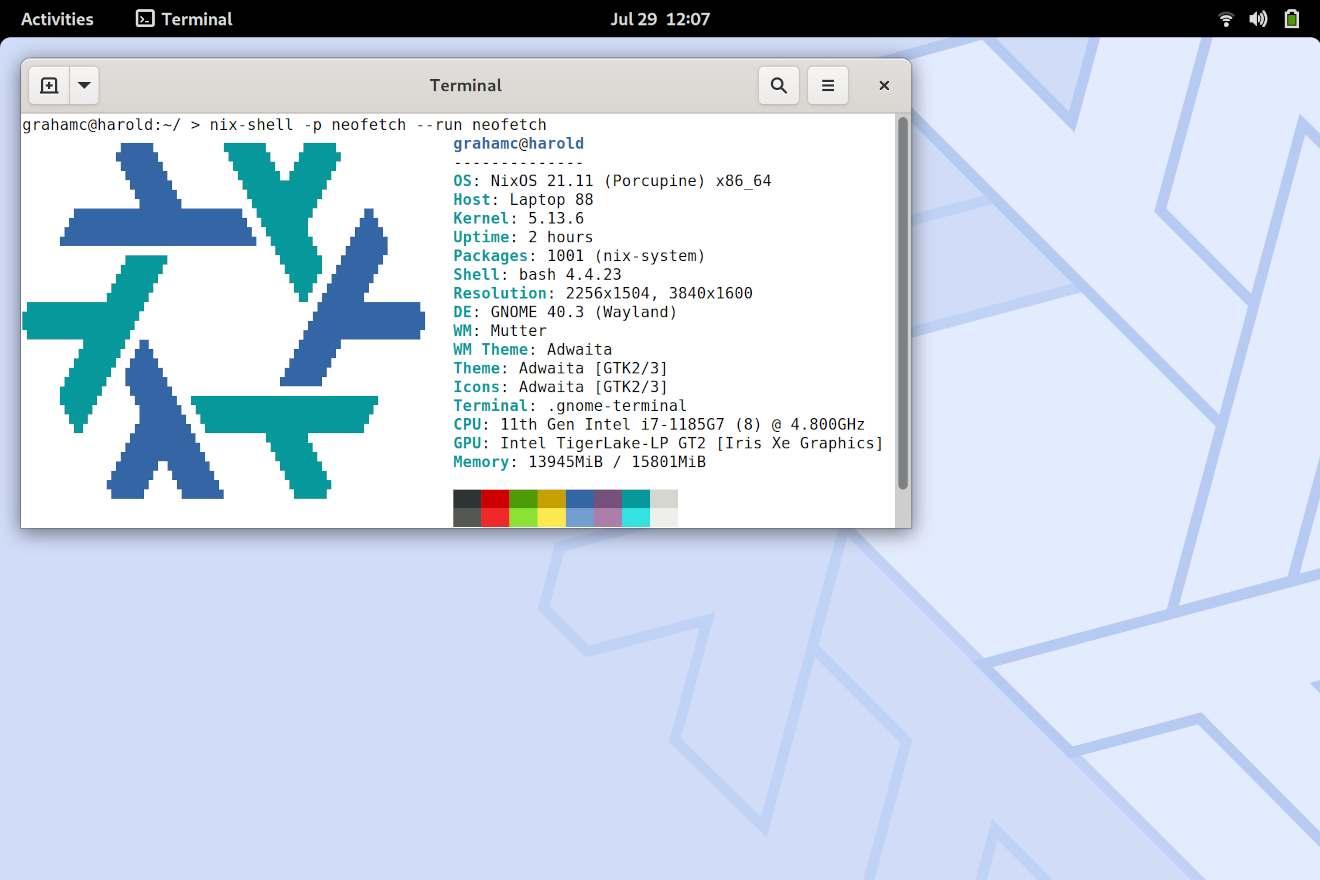 Activities Terminal Jul 29 12:07
Terminal
grahamc@harold:~/ > nix-shell -p neofetch --run neofetch
grahamc@harold
--------------
OS: NixOS 21.11 (Porcupine) x86_64
Host: Laptop 88
Kernel: 5.13.6
Uptime: 2 hours
Packages: 1001 (nix-system)
Shell: bash 4.4.23
Resolution: 2256x1504, 3840x1600
DE: GNOME 40.3 (Wayland)
WM: Mutter
WM Theme: Adwaita
Theme: Adwaita [GTK2/3]
Icons: Adwaita [GTK2/3]
Terminal: .gnome-terminal
CPU: 11th Gen Intel i7-1185G7 (8) @ 4.800GHz
GPU: Intel TigerLake-LP GT2 [Iris Xe Graphics]
Memory: 13945MiB / 15801MiB